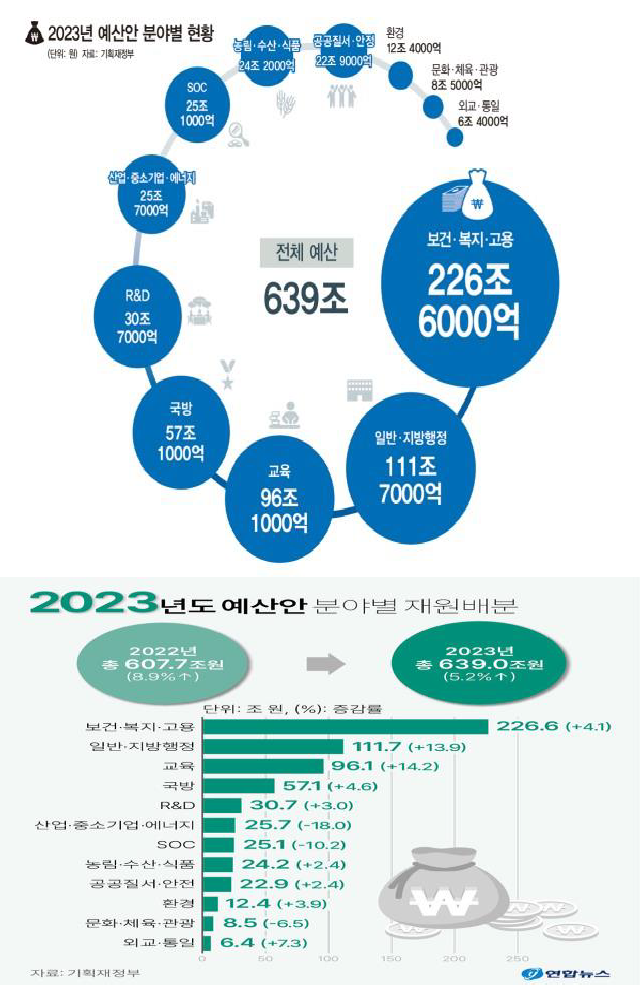 2023년 예산안 분야별 현황
(단위: 원) 자료: 기획재정부
농림·수산·식품
24조 2000억
공공질서·안정
22조 9000억
환경
12조 4000억
문화·체육·관광
8조 5000억
외교·통일
6조 4000억
SOC
25조
1000억
산업·중소기업·에너지
25조
7000억
R&D
30조
7000억
국방
57조
1000억
교육
96조
1000억
일반·지방행정
111조
7000억
₩
보건·복지·고용
226조
6000억
전체 예산
639조
2023년도 예산안 분야별 재원배분
2022년
총 607.7조원
(8.9%↑)
2023년
총 639.0조원
(5.2%↑)
단위: 조 원, (%): 증감률
보건·복지·고용 226.6 (+4.1)
일반·지방행정 111.7 (+13.9)
교육 96.1 (+14.2)
국방 57.1 (+4.6)
R&D 30.7 (+3.0)
산업·중소기업·에너지 25.7 (-18.0)
SOC 25.1 (-10.2)
농림·수산·식품 24.2 (+2.4)
공공질서·안전 22.9 (+2.4)
환경 12.4 (+3.9)
문화·체육·관광 8.5 (-6.5)
외교·통일 6.4 (+7.3)
₩
0 50 100 150 200 250
자료: 기획재정부
연합뉴스